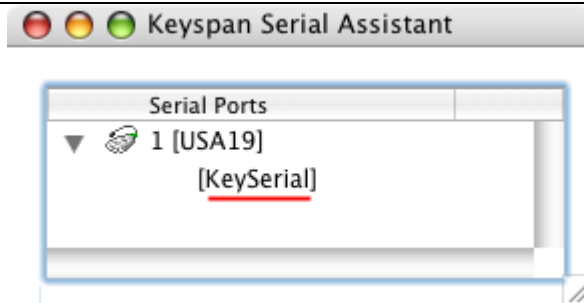 Keyspan Serial Assistant
Serial Ports
1 [USA19]
[KeySerial]